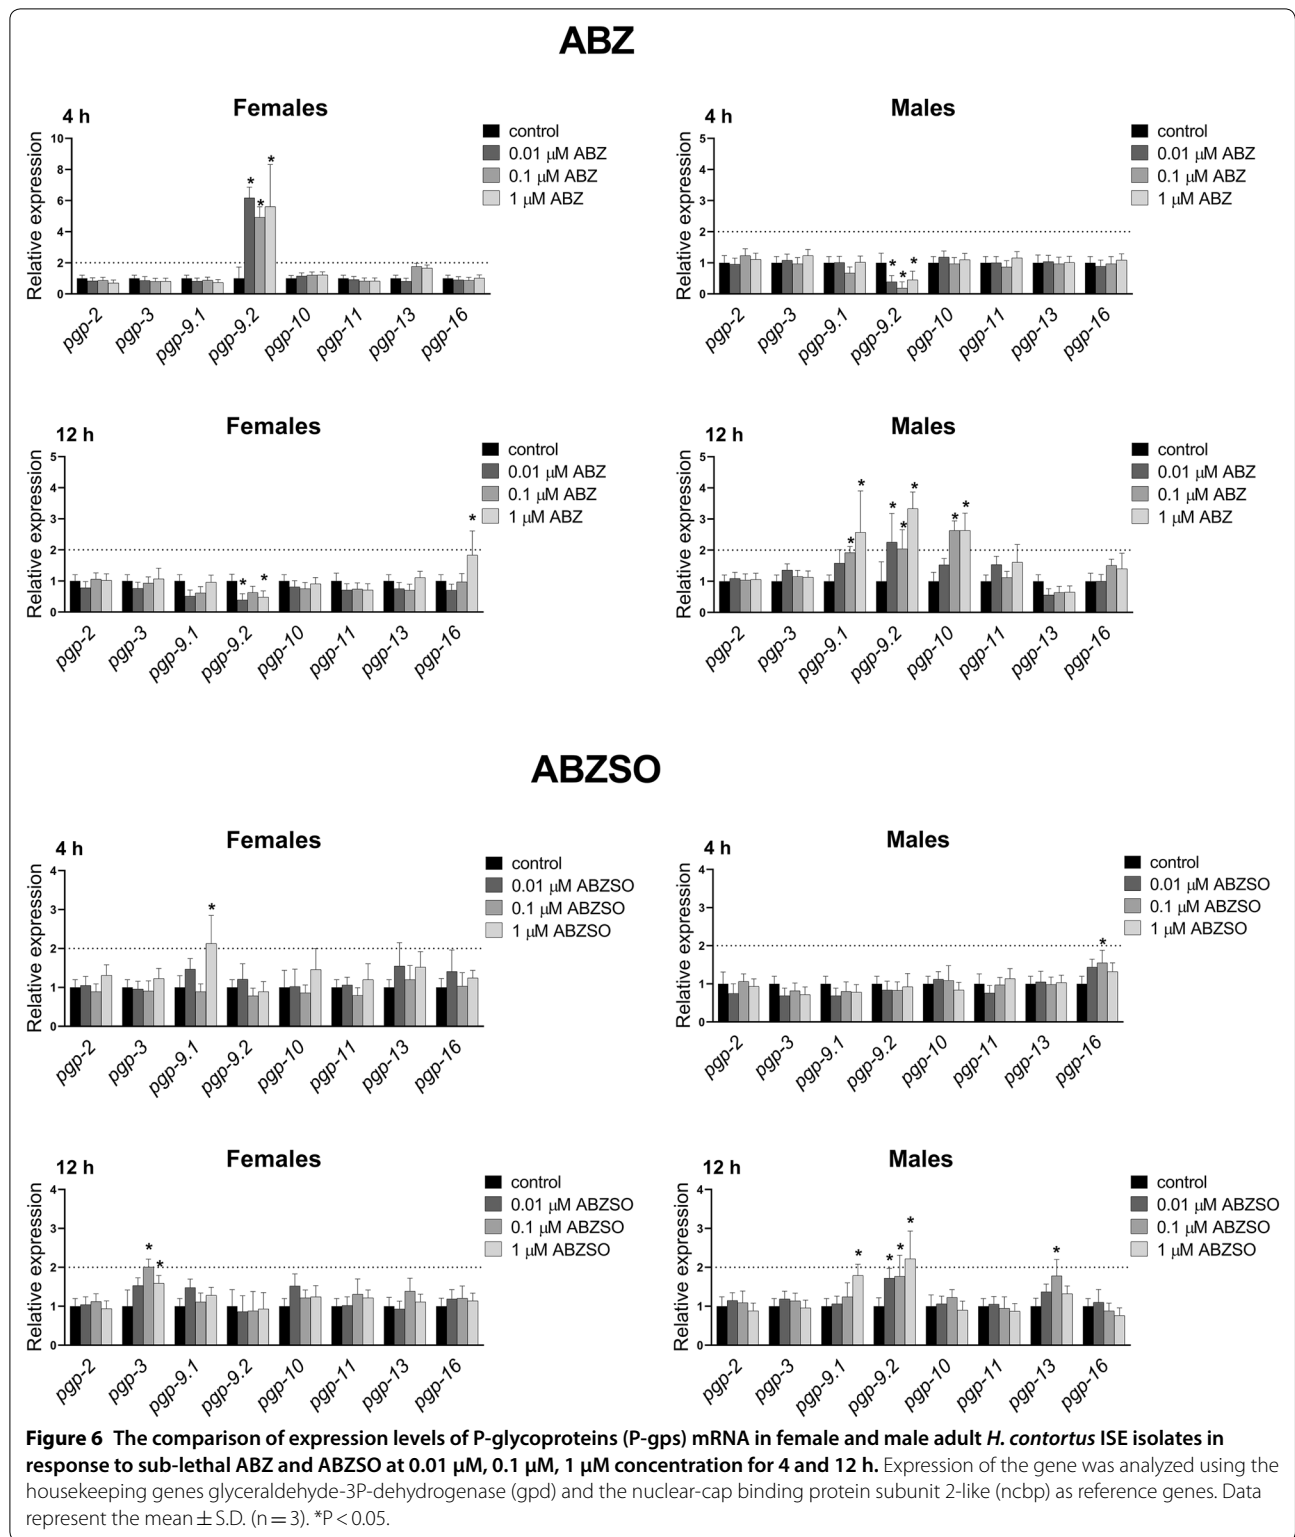 ABZ
4 h
Females
control
0.01 μM ABZ
0.1 μM ABZ
1 μM ABZ
Relative expression
10
8
6
4
2
0
* * *
pgp-2 pgp-3 pgp-9.1 pgp-9.2 pgp-10 pgp-11 pgp-13 pgp-16
4 h
Males
control
0.01 μM ABZ
0.1 μM ABZ
1 μM ABZ
Relative expression
5
4
3
2
1
0
* * *
pgp-2 pgp-3 pgp-9.1 pgp-9.2 pgp-10 pgp-11 pgp-13 pgp-16
12 h
Females
control
0.01 μM ABZ
0.1 μM ABZ
1 μM ABZ
Relative expression
5
4
3
2
1
0
* * *
pgp-2 pgp-3 pgp-9.1 pgp-9.2 pgp-10 pgp-11 pgp-13 pgp-16
12 h
Males
control
0.01 μM ABZ
0.1 μM ABZ
1 μM ABZ
Relative expression
5
4
3
2
1
0
* * * * * * *
pgp-2 pgp-3 pgp-9.1 pgp-9.2 pgp-10 pgp-11 pgp-13 pgp-16
ABZSO
4 h
Females
control
0.01 μM ABZSO
0.1 μM ABZSO
1 μM ABZSO
Relative expression
4
3
2
1
0
*
pgp-2 pgp-3 pgp-9.1 pgp-9.2 pgp-10 pgp-11 pgp-13 pgp-16
4 h
Males
control
0.01 μM ABZSO
0.1 μM ABZSO
1 μM ABZSO
Relative expression
4
3
2
1
0
*
pgp-2 pgp-3 pgp-9.1 pgp-9.2 pgp-10 pgp-11 pgp-13 pgp-16
12 h
Females
control
0.01 μM ABZSO
0.1 μM ABZSO
1 μM ABZSO
Relative expression
4
3
2
1
0
* *
pgp-2 pgp-3 pgp-9.1 pgp-9.2 pgp-10 pgp-11 pgp-13 pgp-16
12 h
Males
control
0.01 μM ABZSO
0.1 μM ABZSO
1 μM ABZSO
Relative expression
4
3
2
1
0
* * * * *
pgp-2 pgp-3 pgp-9.1 pgp-9.2 pgp-10 pgp-11 pgp-13 pgp-16
Figure 6 The comparison of expression levels of P-glycoproteins (P-gps) mRNA in female and male adult H. contortus ISE isolates in
response to sub-lethal ABZ and ABZSO at 0.01 μM, 0.1 μM, 1 μM concentration for 4 and 12 h. Expression of the gene was analyzed using the
housekeeping genes glyceraldehyde-3P-dehydrogenase (gpd) and the nuclear-cap binding protein subunit 2-like (ncbp) as reference genes. Data
represent the mean ± S.D. (n = 3). *P < 0.05.